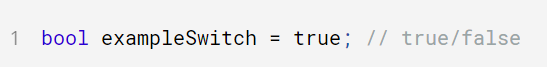 1 bool exampleSwitch = true; // true/false